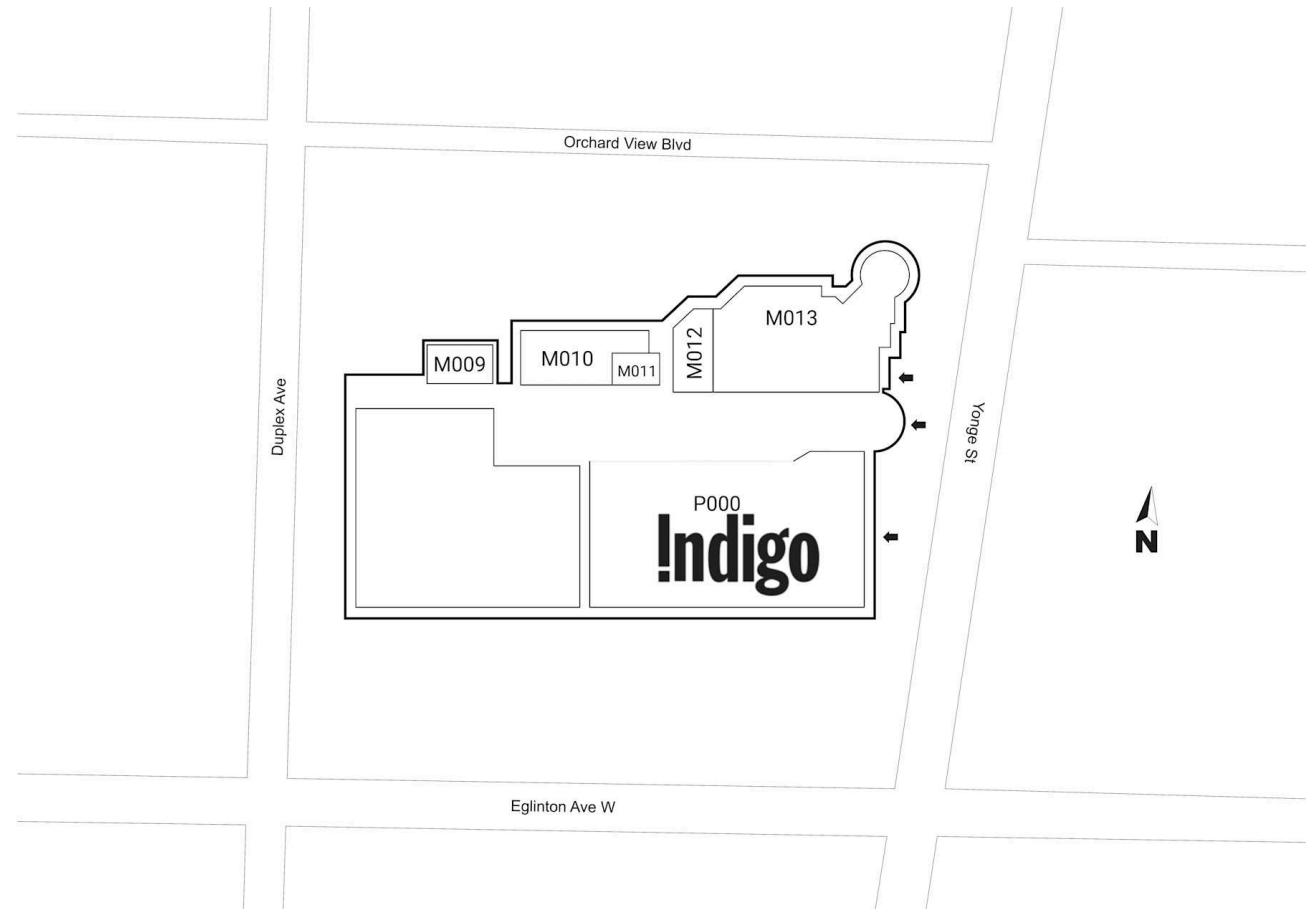 Orchard View Blvd
M013
M012
M009
M010
M011
Duplex Ave
Yonge St
P000
Indigo
N
Eglinton Ave W